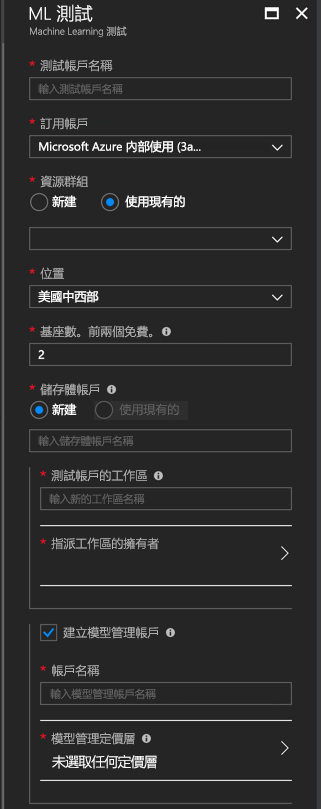 ML 測試
Machine Learning 測試
* 測試帳戶名稱
輸入測試帳戶名稱
* 訂用帳戶
Microsoft Azure 內部使用 (3a...
* 資源群組
新建 使用現有的
* 位置
美國中西部
* 基座數。前兩個免費。
2
* 儲存體帳戶
新建 使用現有的
輸入儲存體帳戶名稱
* 測試帳戶的工作區
輸入新的工作區名稱
* 指派工作區的擁有者
建立模型管理帳戶
* 帳戶名稱
輸入模型管理帳戶名稱
* 模型管理定價層
未選取任何定價層